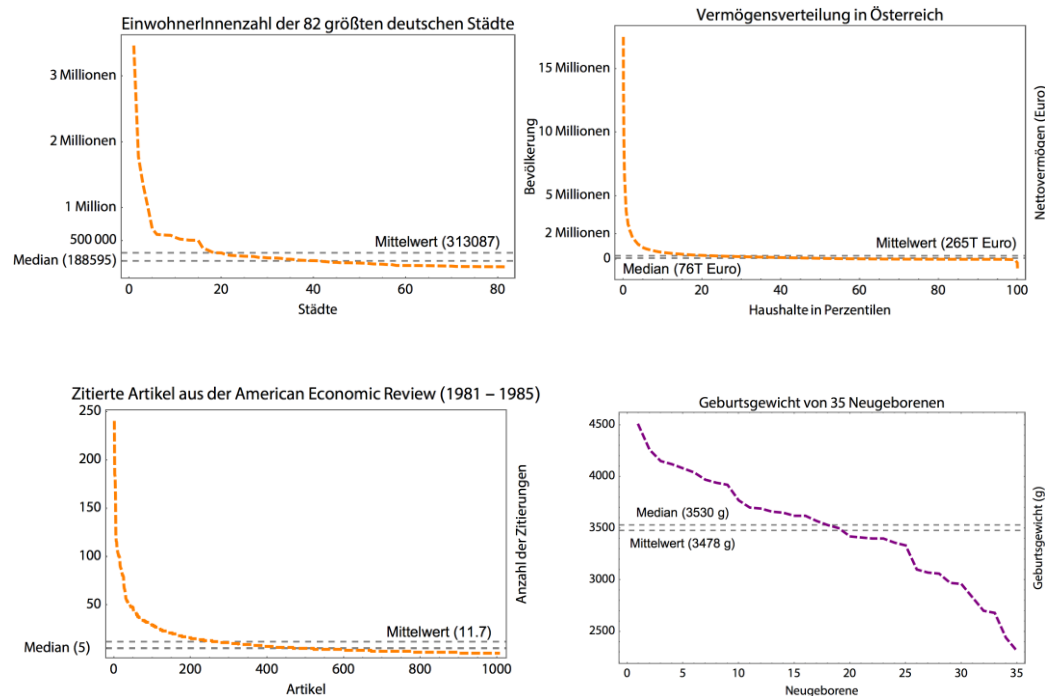 EinwohnerInnenzahl der 82 größten deutschen Städte
3 Millionen
2 Millionen
1 Million
500 000
Median (188595)
Mittelwert (313087)
Bevölkerung
0
20
40
60
80
Städte
Vermögensverteilung in Österreich
15 Millionen
10 Millionen
5 Millionen
2 Millionen
0
Mittelwert (265T Euro)
Median (76T Euro)
Nettovermögen (Euro)
0
20
40
60
80
100
Haushalte in Perzentilen
Zitierte Artikel aus der American Economic Review (1981 – 1985)
250
200
150
100
50
Median (5)
Mittelwert (11.7)
Anzahl der Zitierungen
0
200
400
600
800
1000
Artikel
Geburtsgewicht von 35 Neugeborenen
4500
4000
3500
3000
2500
Median (3530 g)
Mittelwert (3478 g)
Geburtsgewicht (g)
0
5
10
15
20
25
30
35
Neugeborene